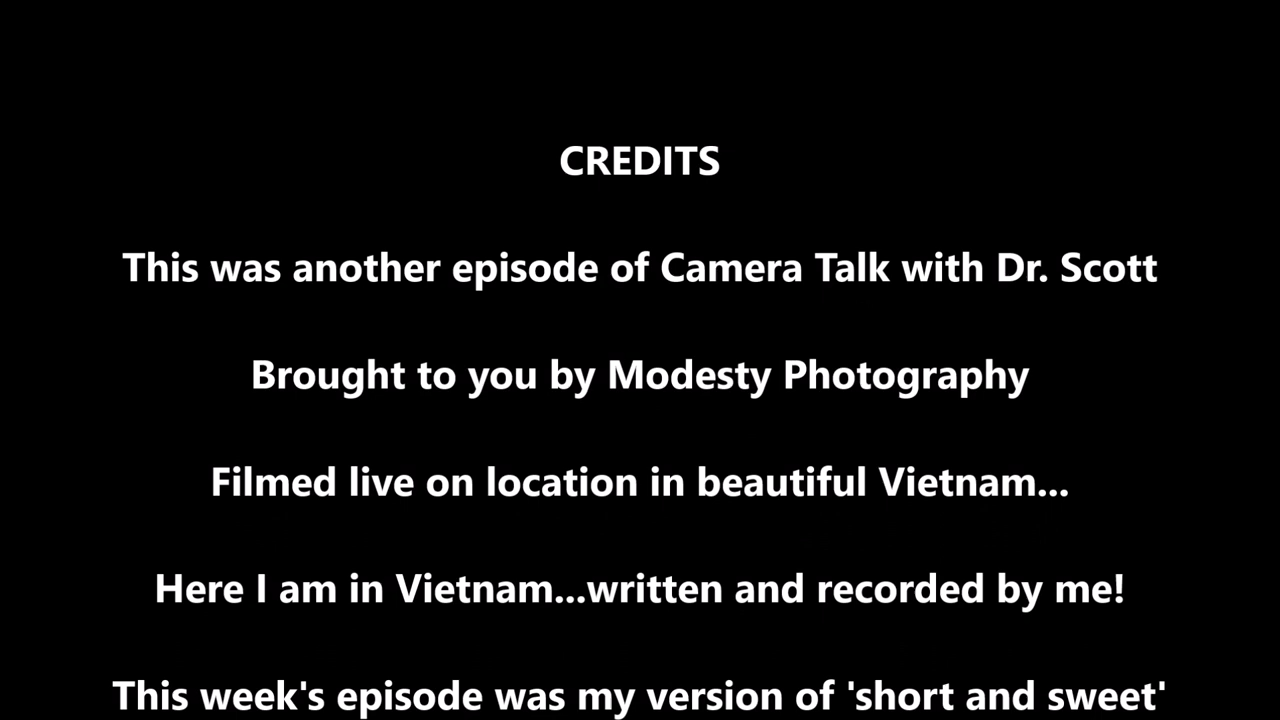 CREDITS
This was another episode of Camera Talk with Dr. Scott
Brought to you by Modesty Photography
Filmed live on location in beautiful Vietnam...
Here I am in Vietnam...written and recorded by me!
This week's episode was my version of 'short and sweet'